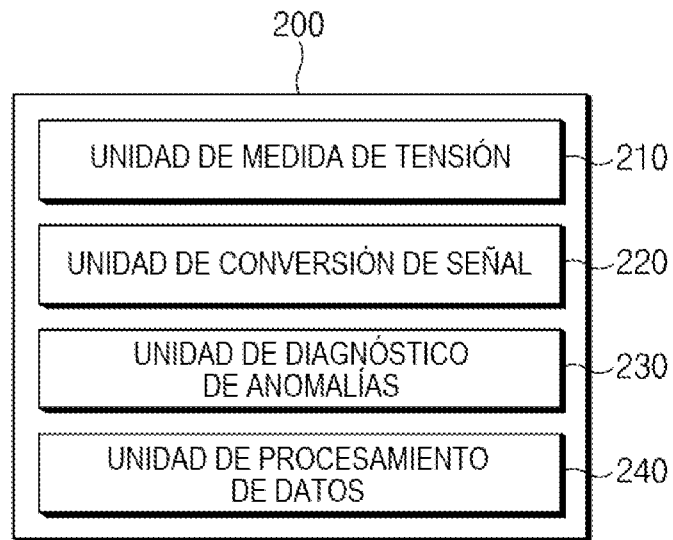 200
UNIDAD DE MEDIDA DE TENSIÓN
210
UNIDAD DE CONVERSIÓN DE SEÑAL
220
UNIDAD DE DIAGNÓSTICO
DE ANOMALÍAS
230
UNIDAD DE PROCESAMIENTO
DE DATOS
240